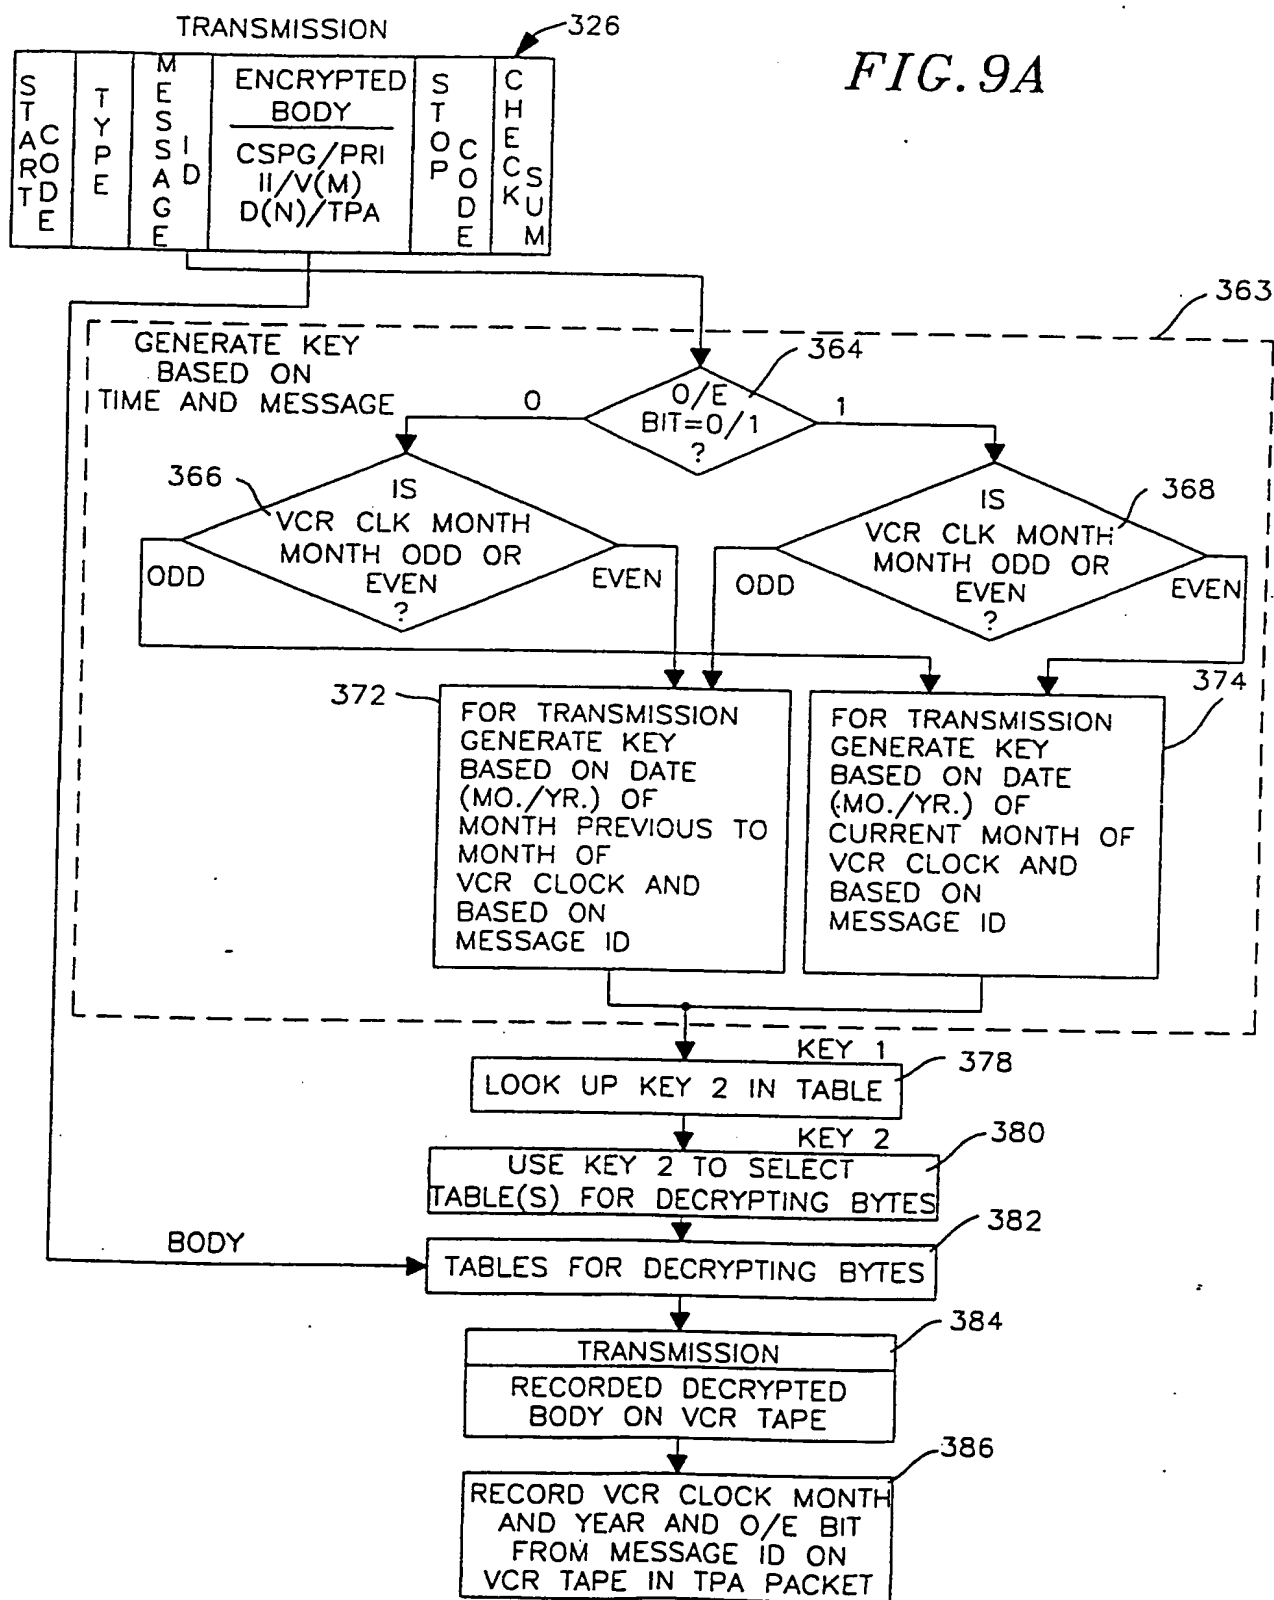 TRANSMISSION
326
FIG. 9A
START CODE
TYPE
MESSAGE ID
ENCRYPTED
BODY
CSPG/PRI
II/V(M)
D(N)/TPA
STOP CODE
CHECK SUM
363
GENERATE KEY
BASED ON
TIME AND MESSAGE
364
O/E
BIT=0/1
?
0
1
366
IS
VCR CLK MONTH
MONTH ODD OR
EVEN
?
ODD
EVEN
368
IS
VCR CLK MONTH
MONTH ODD OR
EVEN
?
ODD
EVEN
372
FOR TRANSMISSION
GENERATE KEY
BASED ON DATE
(MO./YR.) OF
MONTH PREVIOUS TO
MONTH OF
VCR CLOCK AND
BASED ON
MESSAGE ID
374
FOR TRANSMISSION
GENERATE KEY
BASED ON DATE
(MO./YR.) OF
CURRENT MONTH OF
VCR CLOCK AND
BASED ON
MESSAGE ID
KEY 1
378
LOOK UP KEY 2 IN TABLE
KEY 2
380
USE KEY 2 TO SELECT
TABLE(S) FOR DECRYPTING BYTES
382
BODY
TABLES FOR DECRYPTING BYTES
384
TRANSMISSION
RECORDED DECRYPTED
BODY ON VCR TAPE
386
RECORD VCR CLOCK MONTH
AND YEAR AND O/E BIT
FROM MESSAGE ID ON
VCR TAPE IN TPA PACKET